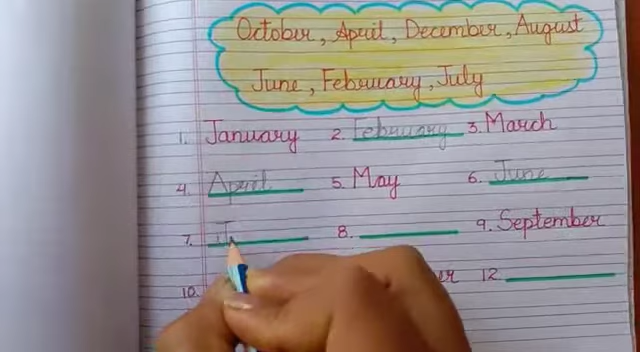 October, April, December, August
June, February, July
1. January 2. February 3. March
4. April 5. May 6. June
7. J 8. 9. September
10. 12.